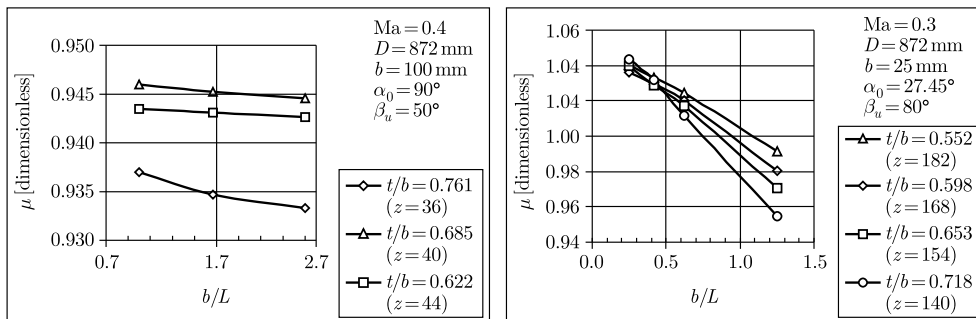 0.950
0.945
0.940
0.935
0.930
0.7
1.7
2.7
b/L
μ [dimensionless]
Ma = 0.4
D = 872 mm
b = 100 mm
α₀ = 90°
βᵤ = 50°
t/b = 0.761
(z = 36)
t/b = 0.685
(z = 40)
t/b = 0.622
(z = 44)
1.06
1.04
1.04
1.00
0.98
0.96
0.94
0.0
0.5
1.0
1.5
b/L
μ [dimensionless]
Ma = 0.3
D = 872 mm
b = 25 mm
α₀ = 27.45°
βᵤ = 80°
t/b = 0.552
(z = 182)
t/b = 0.598
(z = 168)
t/b = 0.653
(z = 154)
t/b = 0.718
(z = 140)